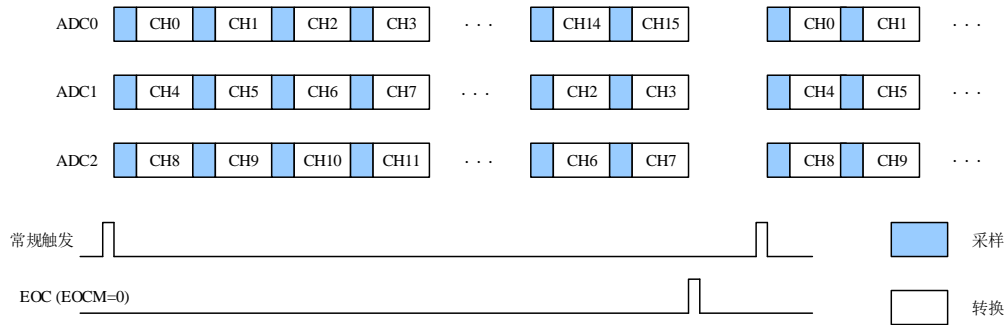 ADC0 CH0 CH1 CH2 CH3 · · · CH14 CH15 CH0 CH1 · · ·
ADC1 CH4 CH5 CH6 CH7 · · · CH2 CH3 CH4 CH5 · · ·
ADC2 CH8 CH9 CH10 CH11 · · · CH6 CH7 CH8 CH9 · · ·
常规触发 采样
EOC (EOCM=0) 转换